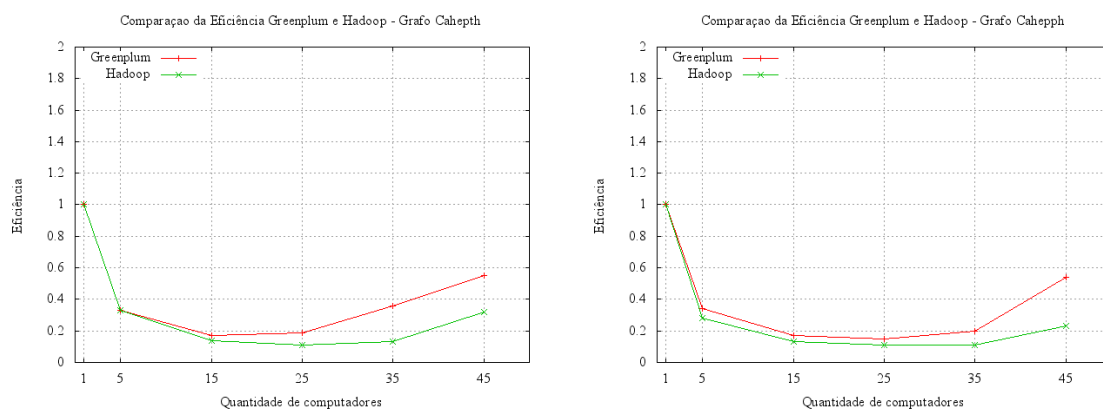 Comparaçao da Eficiência Greenplum e Hadoop - Grafo Cahepth
2
1.8
1.6
1.4
1.2
1
0.8
0.6
0.4
0.2
0
Greenplum
Hadoop
Eficiência
1 5 15 25 35 45
Quantidade de computadores
Comparaçao da Eficiência Greenplum e Hadoop - Grafo Cahepph
2
1.8
1.6
1.4
1.2
1
0.8
0.6
0.4
0.2
0
Greenplum
Hadoop
Eficiência
1 5 15 25 35 45
Quantidade de computadores